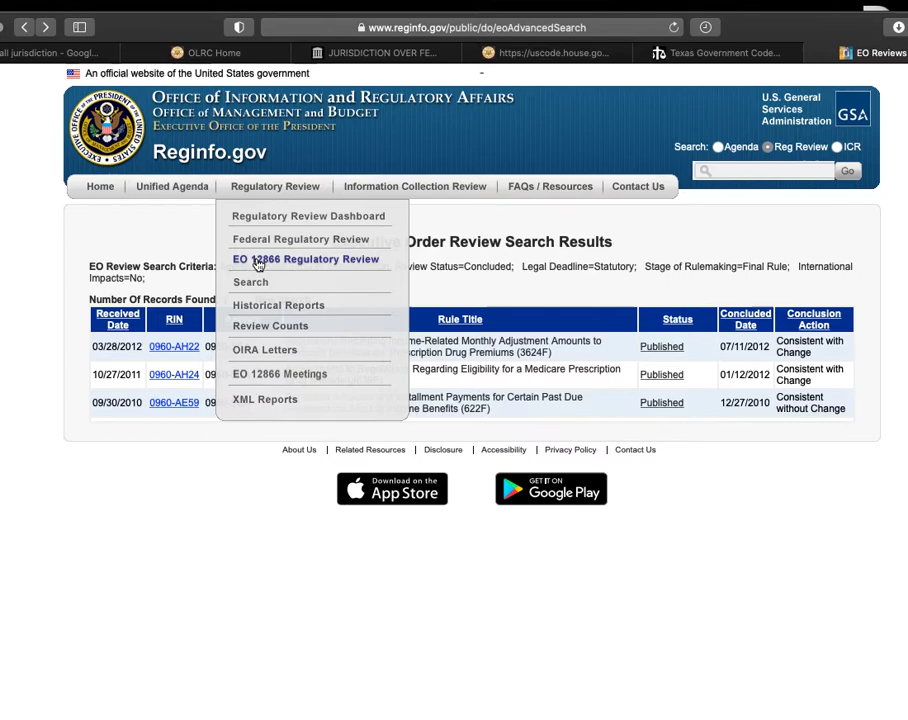 www.reginfo.gov/public/do/eoAdvancedSearch
all jurisdiction - Googl...
OLRC Home
JURISDICTION OVER FE...
https://uscode.house.go...
Texas Government Code...
EO Reviews
An official website of the United States government
OFFICE OF INFORMATION AND REGULATORY AFFAIRS
OFFICE OF MANAGEMENT AND BUDGET
EXECUTIVE OFFICE OF THE PRESIDENT
Reginfo.gov
U.S. General
Services
Administration
GSA
Search: Agenda Reg Review ICR
Go
Home
Unified Agenda
Regulatory Review
Information Collection Review
FAQs / Resources
Contact Us
Regulatory Review Dashboard
Federal Regulatory Review
EO 12866 Regulatory Review
Search
Historical Reports
Review Counts
OIRA Letters
EO 12866 Meetings
XML Reports
Order Review Search Results
EO Review Search Criteria: Status=Concluded; Legal Deadline=Statutory; Stage of Rulemaking=Final Rule; International
Impacts=No;
Number Of Records Found
Received Date
RIN
Rule Title
Status
Concluded Date
Conclusion Action
03/28/2012 0960-AH22 Monthly Adjustment Amounts to
Drug Premiums (3624F) Published 07/11/2012 Consistent with Change
10/27/2011 0960-AH24 Regarding Eligibility for a Medicare Prescription
Published 01/12/2012 Consistent with Change
09/30/2010 0960-AE59 Payments for Certain Past Due
Benefits (622F) Published 12/27/2010 Consistent without Change
About Us | Related Resources | Disclosure | Accessibility | Privacy Policy | Contact Us
Download on the
App Store
GET IT ON
Google Play